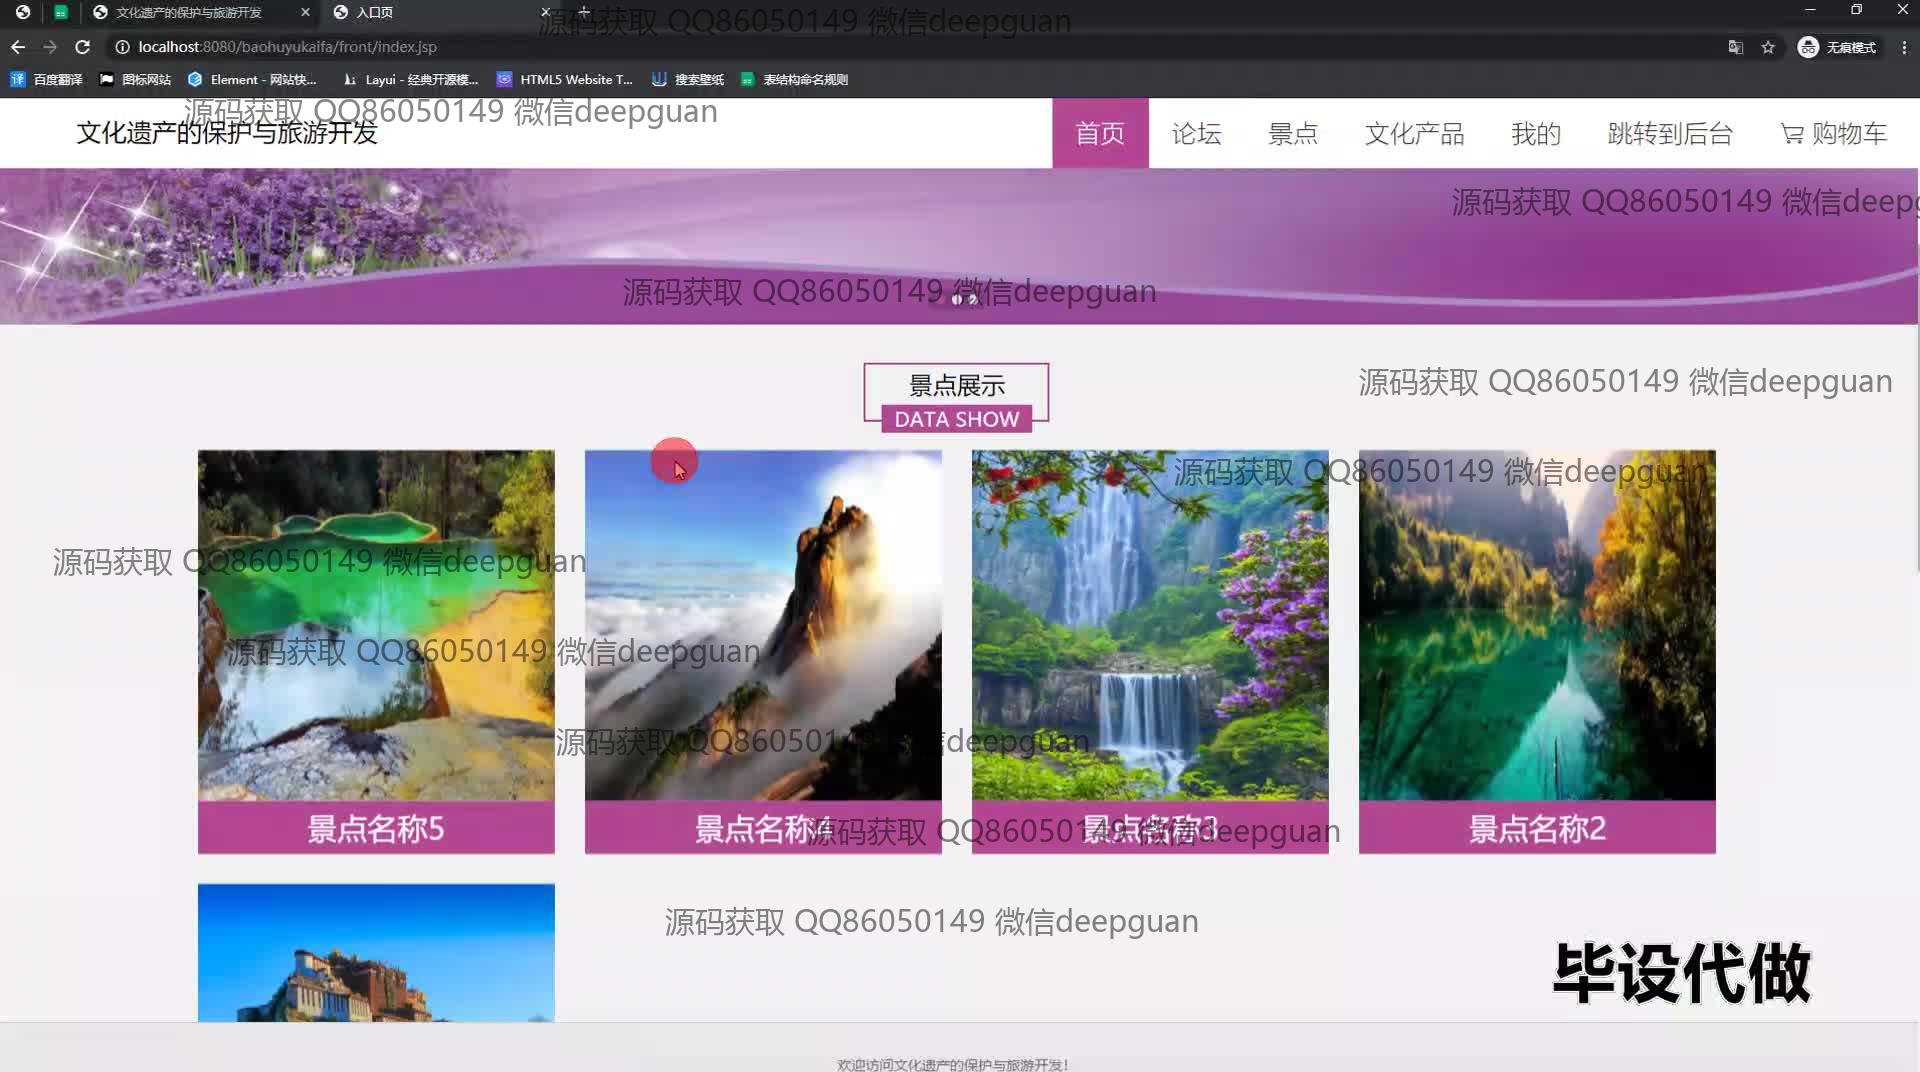 文化遗产的保护与旅游开发
入口页
源码获取 QQ86050149 微信deepguan
localhost:8080/baohuyukaifa/front/index.jsp
无痕模式
百度翻译 图标网站 Element - 网站快... Layui - 经典开源模... HTML5 Website T... 搜索壁纸 表结构命名规则
源码获取 QQ86050149 微信deepguan
文化遗产的保护与旅游开发
首页 论坛 景点 文化产品 我的 跳转到后台 购物车
源码获取 QQ86050149 微信deepg
源码获取 QQ86050149 微信deepguan
景点展示
DATA SHOW
源码获取 QQ86050149 微信deepguan
源码获取 QQ86050149 微信deepguan
源码获取 QQ86050149 微信deepguan
源码获取 QQ86050149 微信deepguan
源码获取 QQ86050149 微信deepguan
景点名称5 景点名称4 景点名称3 景点名称2
源码获取 QQ86050149 微信deepguan
源码获取 QQ86050149 微信deepguan
毕设代做
欢迎访问文化遗产的保护与旅游开发!